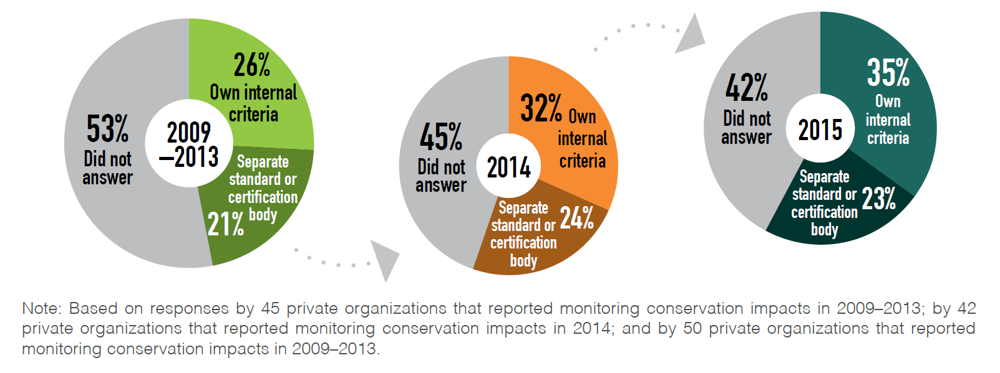 26%
Own internal
criteria
53%
Did not
answer
2009
–2013
Separate
standard or
certification
body
21%
32% Own
internal
criteria
45%
Did not
answer
2014
Separate
standard or
certification
body
24%
35%
Own
internal
criteria
42%
Did not
answer
2015
Separate
standard or
certification
body
23%
Note: Based on responses by 45 private organizations that reported monitoring conservation impacts in 2009–2013; by 42
private organizations that reported monitoring conservation impacts in 2014; and by 50 private organizations that reported
monitoring conservation impacts in 2009–2013.